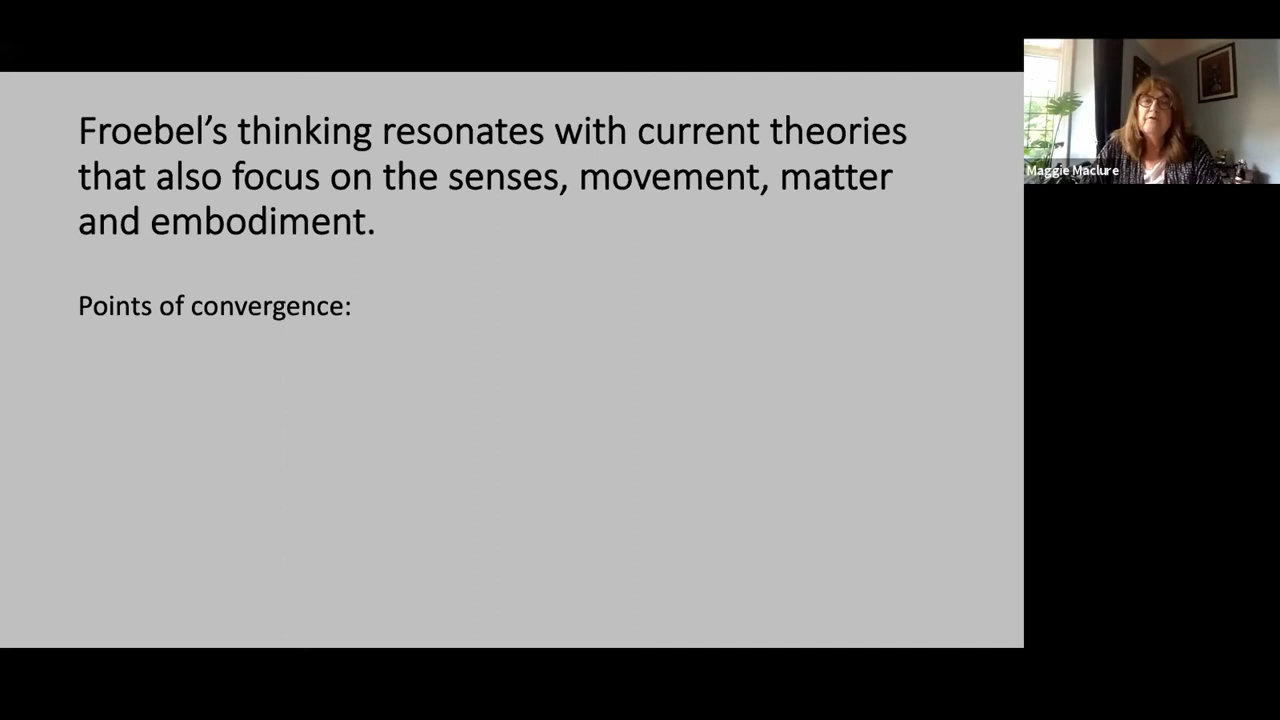 Froebel’s thinking resonates with current theories
that also focus on the senses, movement, matter
and embodiment.
Points of convergence:
Maggie Maclure